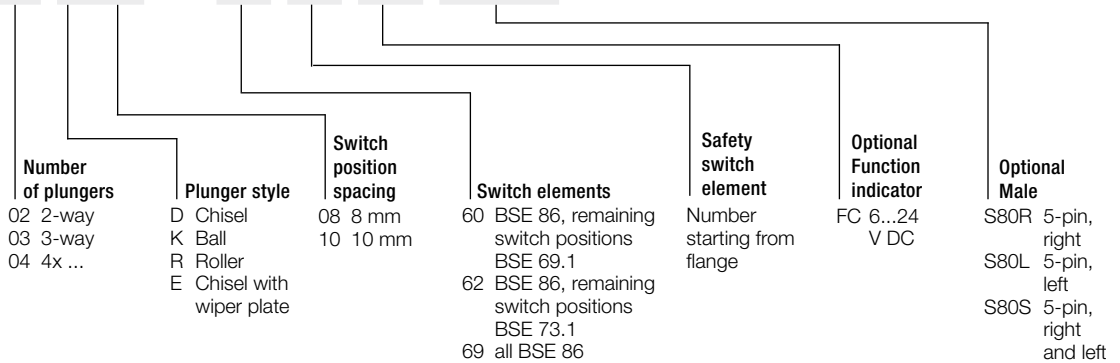 Number
of plungers
02 2-way
03 3-way
04 4x ...
Plunger style
D Chisel
K Ball
R Roller
E Chisel with
wiper plate
Switch
position
spacing
08 8 mm
10 10 mm
Switch elements
60 BSE 86, remaining
switch positions
BSE 69.1
62 BSE 86, remaining
switch positions
BSE 73.1
69 all BSE 86
Safety
switch
element
Number
starting from
flange
Optional
Function
indicator
FC 6...24
V DC
Optional
Male
S80R 5-pin,
right
S80L 5-pin,
left
S80S 5-pin,
right
and left